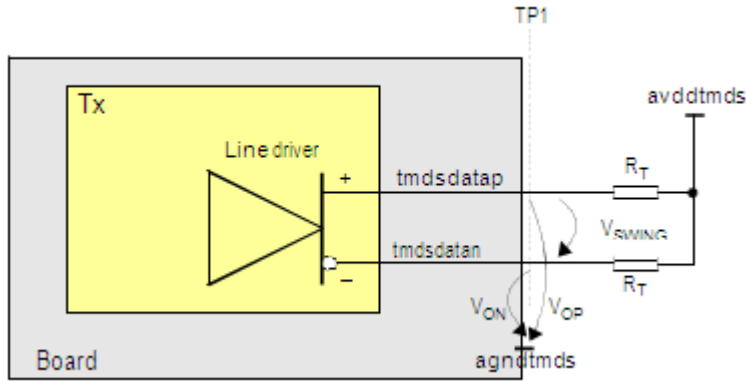 TP1
Tx
avddtmds
Line driver
+
tmdsdatap
RT
VSWING
tmdsdatan
–
RT
VON
VOP
Board
agndtmds